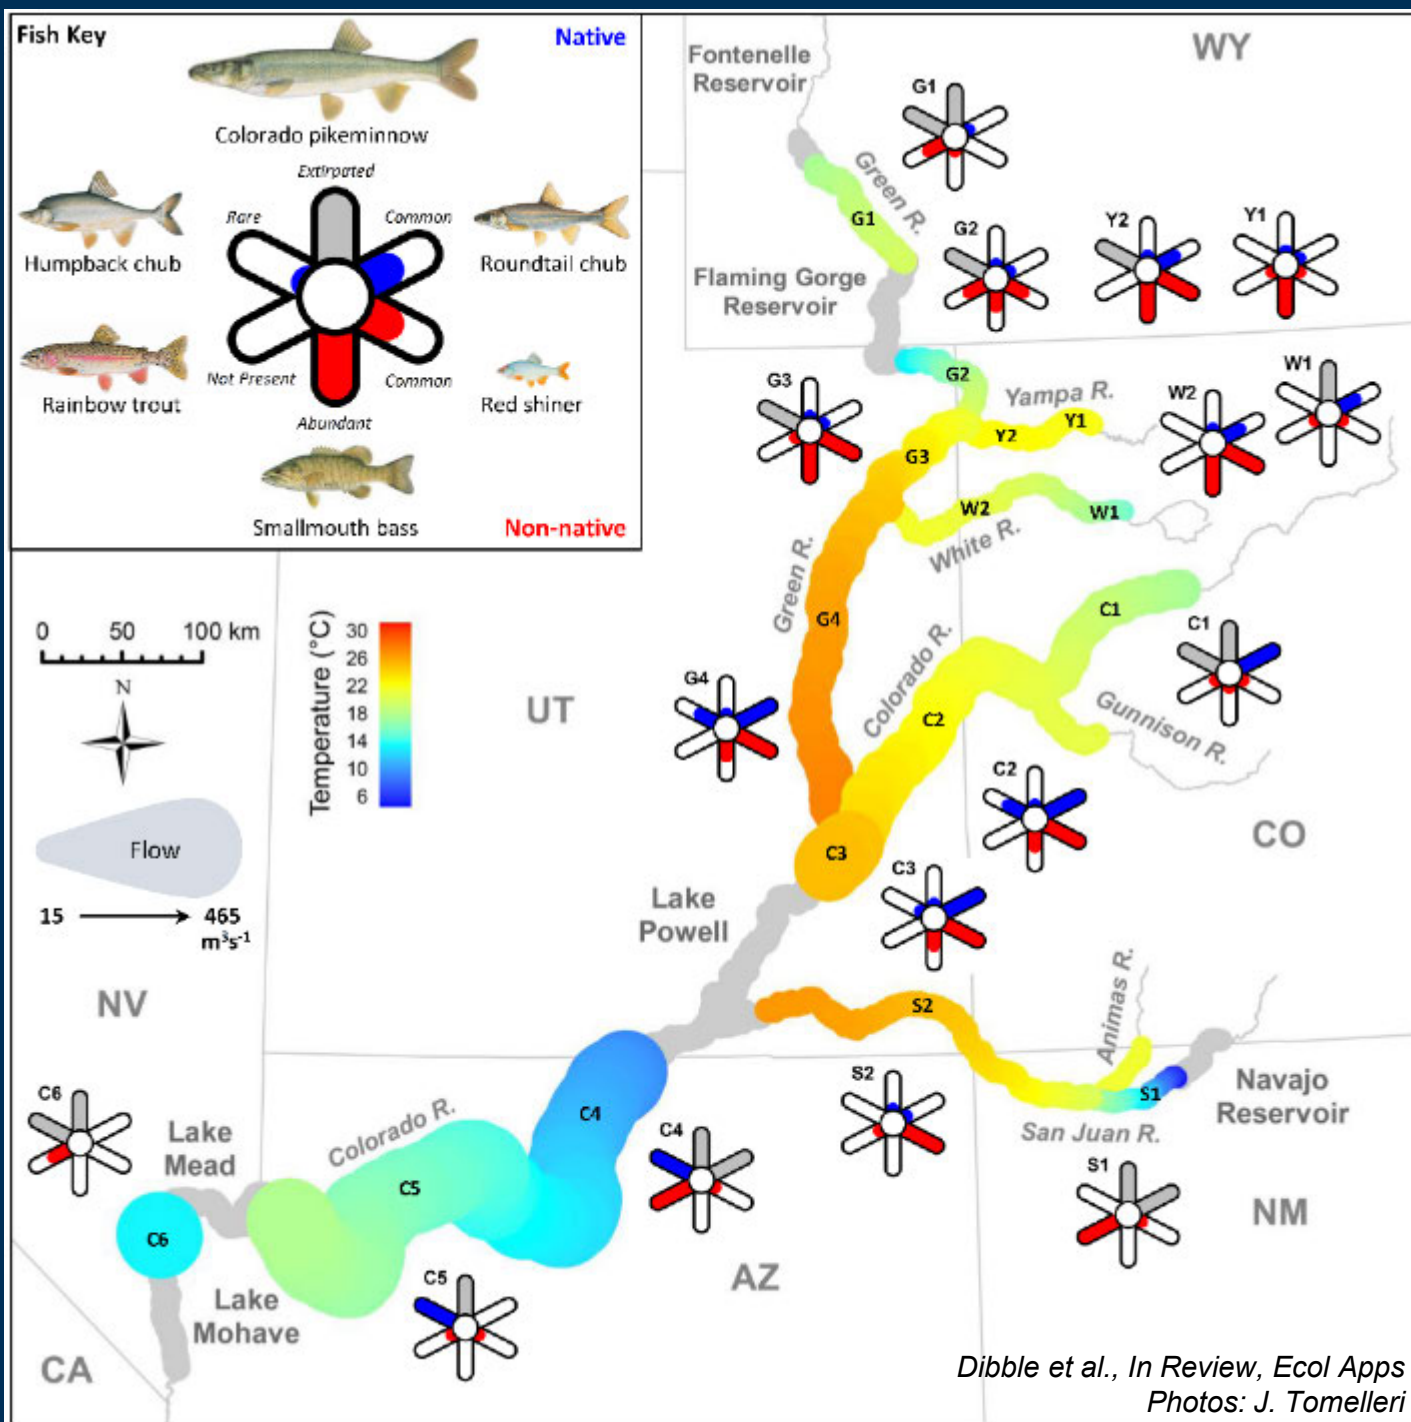 Fish Key
Native
Colorado pikeminnow
Extirpated
Rare
Common
Humpback chub
Roundtail chub
Not Present
Common
Rainbow trout
Red shiner
Abundant
Smallmouth bass
Non-native
Fontenelle
Reservoir
WY
G1
Green R.
G1
G2
Y2
Y1
Flaming Gorge
Reservoir
G2
G3
Yampa R.
W1
W2
Y1
Y2
G3
W2
W1
White R.
Green R.
0 50 100 km
N
Temperature (°C)
30
26
22
18
14
10
6
UT
G4
C1
C1
Colorado R.
G4
C2
Gunnison R.
C2
CO
Flow
15
465
m³s⁻¹
C3
C3
Lake
Powell
NV
S2
Animas R.
C6
S2
S1
Navajo
Reservoir
San Juan R.
Lake
Mead
Colorado R.
C4
C4
S1
C5
C6
NM
AZ
C5
Lake
Mohave
CA
Dibble et al., In Review, Ecol Apps
Photos: J. Tomelleri